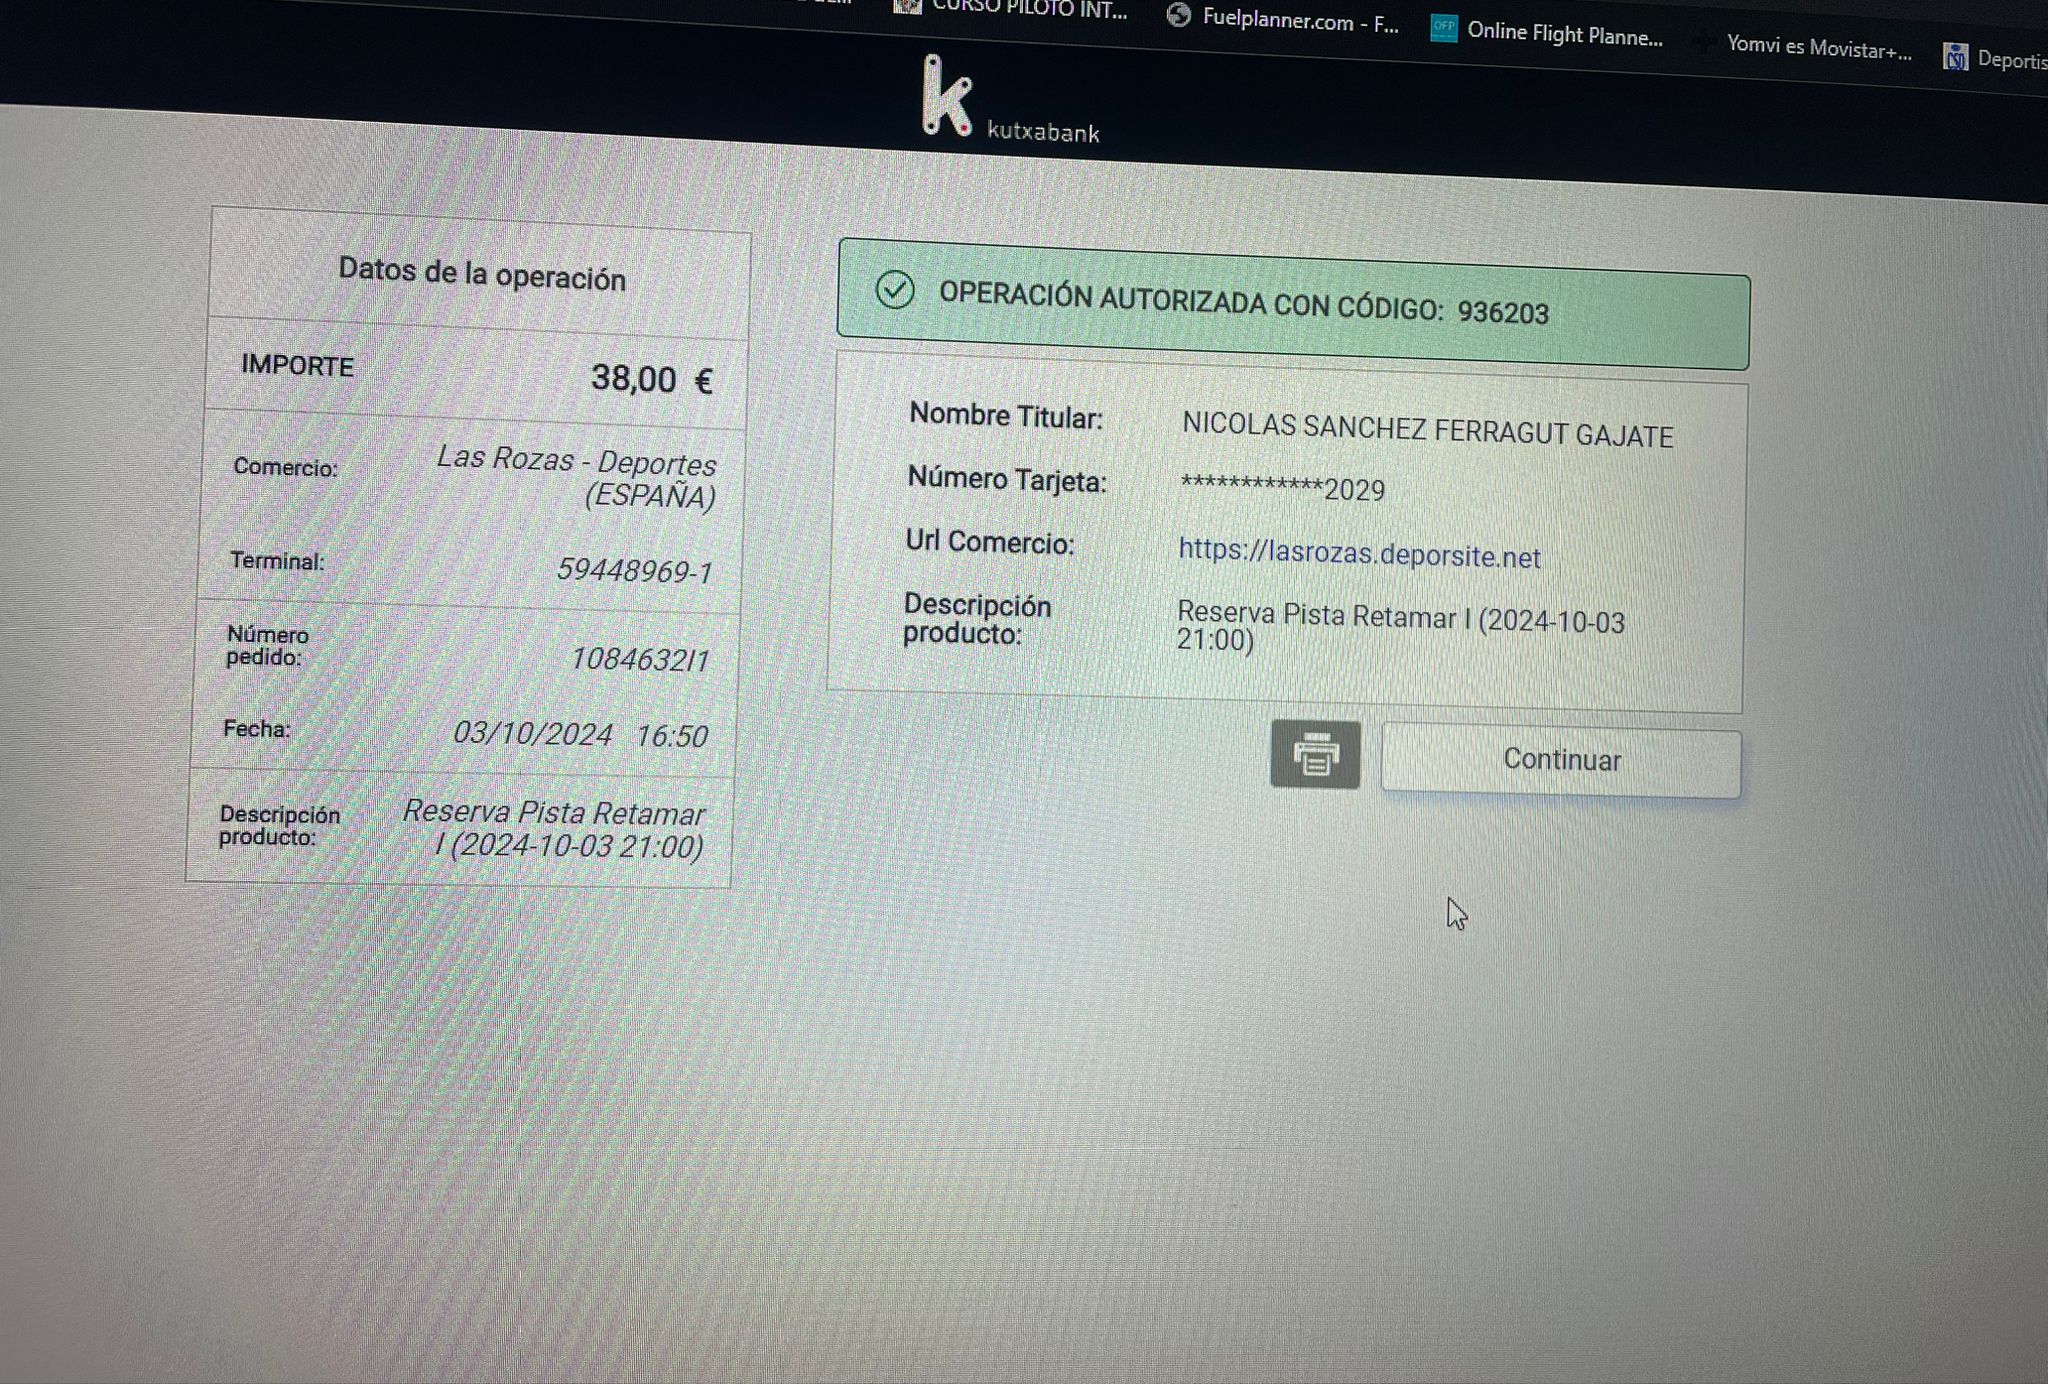 CURSO PILOTO INT...
Fuelplanner.com - F...
OFP
Online Flight Planne...
Yomvi es Movistar+...
CSD
Deportis
kutxabank
Datos de la operación
IMPORTE 38,00 €
Comercio: Las Rozas - Deportes
(ESPAÑA)
Terminal: 59448969-1
Número
pedido: 1084632I1
Fecha: 03/10/2024 16:50
Descripción Reserva Pista Retamar
producto: I (2024-10-03 21:00)
OPERACIÓN AUTORIZADA CON CÓDIGO: 936203
Nombre Titular: NICOLAS SANCHEZ FERRAGUT GAJATE
Número Tarjeta: ************2029
Url Comercio: https://lasrozas.deporsite.net
Descripción Reserva Pista Retamar I (2024-10-03
producto: 21:00)
Continuar